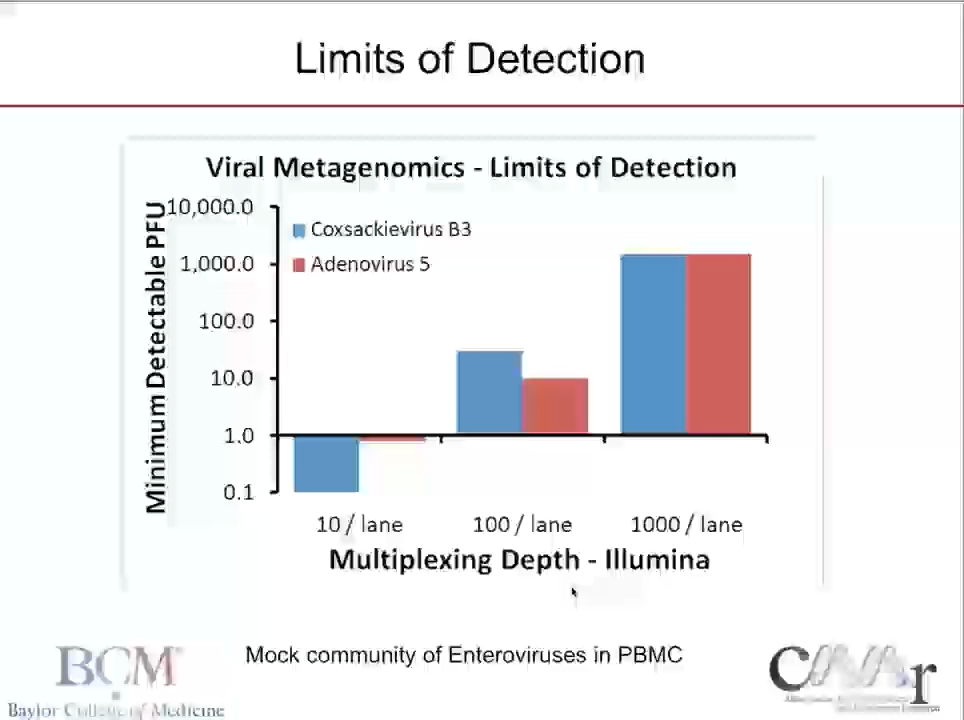 Limits of Detection
Viral Metagenomics - Limits of Detection
Minimum Detectable PFU
10,000.0
1,000.0
100.0
10.0
1.0
0.1
Coxsackievirus B3
Adenovirus 5
10 / lane
100 / lane
1000 / lane
Multiplexing Depth - Illumina
Mock community of Enteroviruses in PBMC
BCM
Baylor College of Medicine